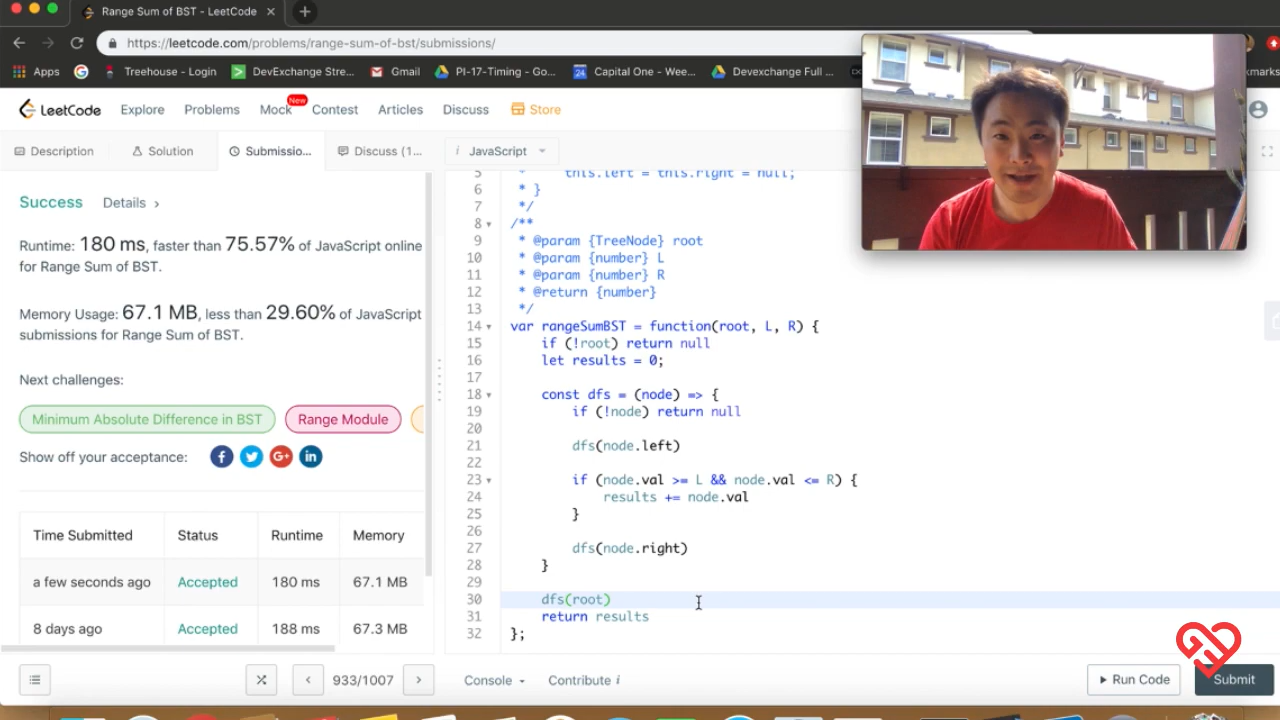 Range Sum of BST - LeetCode
https://leetcode.com/problems/range-sum-of-bst/submissions/
Apps Treehouse - Login DevExchange Stre... Gmail PI-17-Timing - Go... Capital One - Wee... Devexchange Full ...
LeetCode Explore Problems Mock New Contest Articles Discuss Store
Description Solution Submissio... Discuss (1... JavaScript
Success Details >
Runtime: 180 ms, faster than 75.57% of JavaScript online
for Range Sum of BST.
Memory Usage: 67.1 MB, less than 29.60% of JavaScript
submissions for Range Sum of BST.
Next challenges:
Minimum Absolute Difference in BST Range Module
Show off your acceptance:
Time Submitted Status Runtime Memory
a few seconds ago Accepted 180 ms 67.1 MB
8 days ago Accepted 188 ms 67.3 MB
5 * this.left = this.right = null;
6 * }
7 */
8 /**
9 * @param {TreeNode} root
10 * @param {number} L
11 * @param {number} R
12 * @return {number}
13 */
14 var rangeSumBST = function(root, L, R) {
15 if (!root) return null
16 let results = 0;
17
18 const dfs = (node) => {
19 if (!node) return null
20
21 dfs(node.left)
22
23 if (node.val >= L && node.val <= R) {
24 results += node.val
25 }
26
27 dfs(node.right)
28 }
29
30 dfs(root)
31 return results
32 };
933/1007 Console Contribute i Run Code Submit